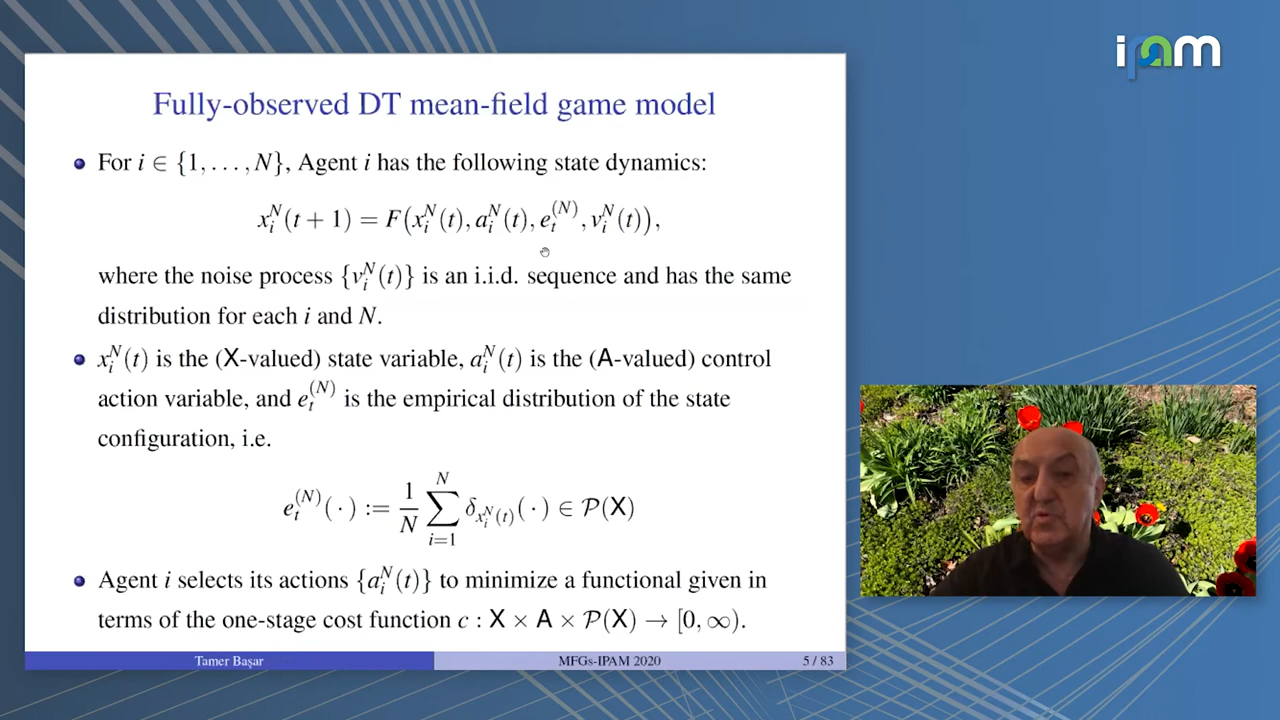 ipam
Fully-observed DT mean-field game model
For i ∈ {1, . . . , N}, Agent i has the following state dynamics:
x_i^N(t + 1) = F(x_i^N(t), a_i^N(t), e_t^{(N)}, v_i^N(t)),
where the noise process {v_i^N(t)} is an i.i.d. sequence and has the same
distribution for each i and N.
x_i^N(t) is the (X-valued) state variable, a_i^N(t) is the (A-valued) control
action variable, and e_t^{(N)} is the empirical distribution of the state
configuration, i.e.
e_t^{(N)}( · ) := \frac{1}{N} \sum_{i=1}^{N} δ_{x_i^N(t)}( · ) ∈ P(X)
Agent i selects its actions {a_i^N(t)} to minimize a functional given in
terms of the one-stage cost function c : X × A × P(X) → [0, ∞).
Tamer Başar MFGs-IPAM 2020 5 / 83